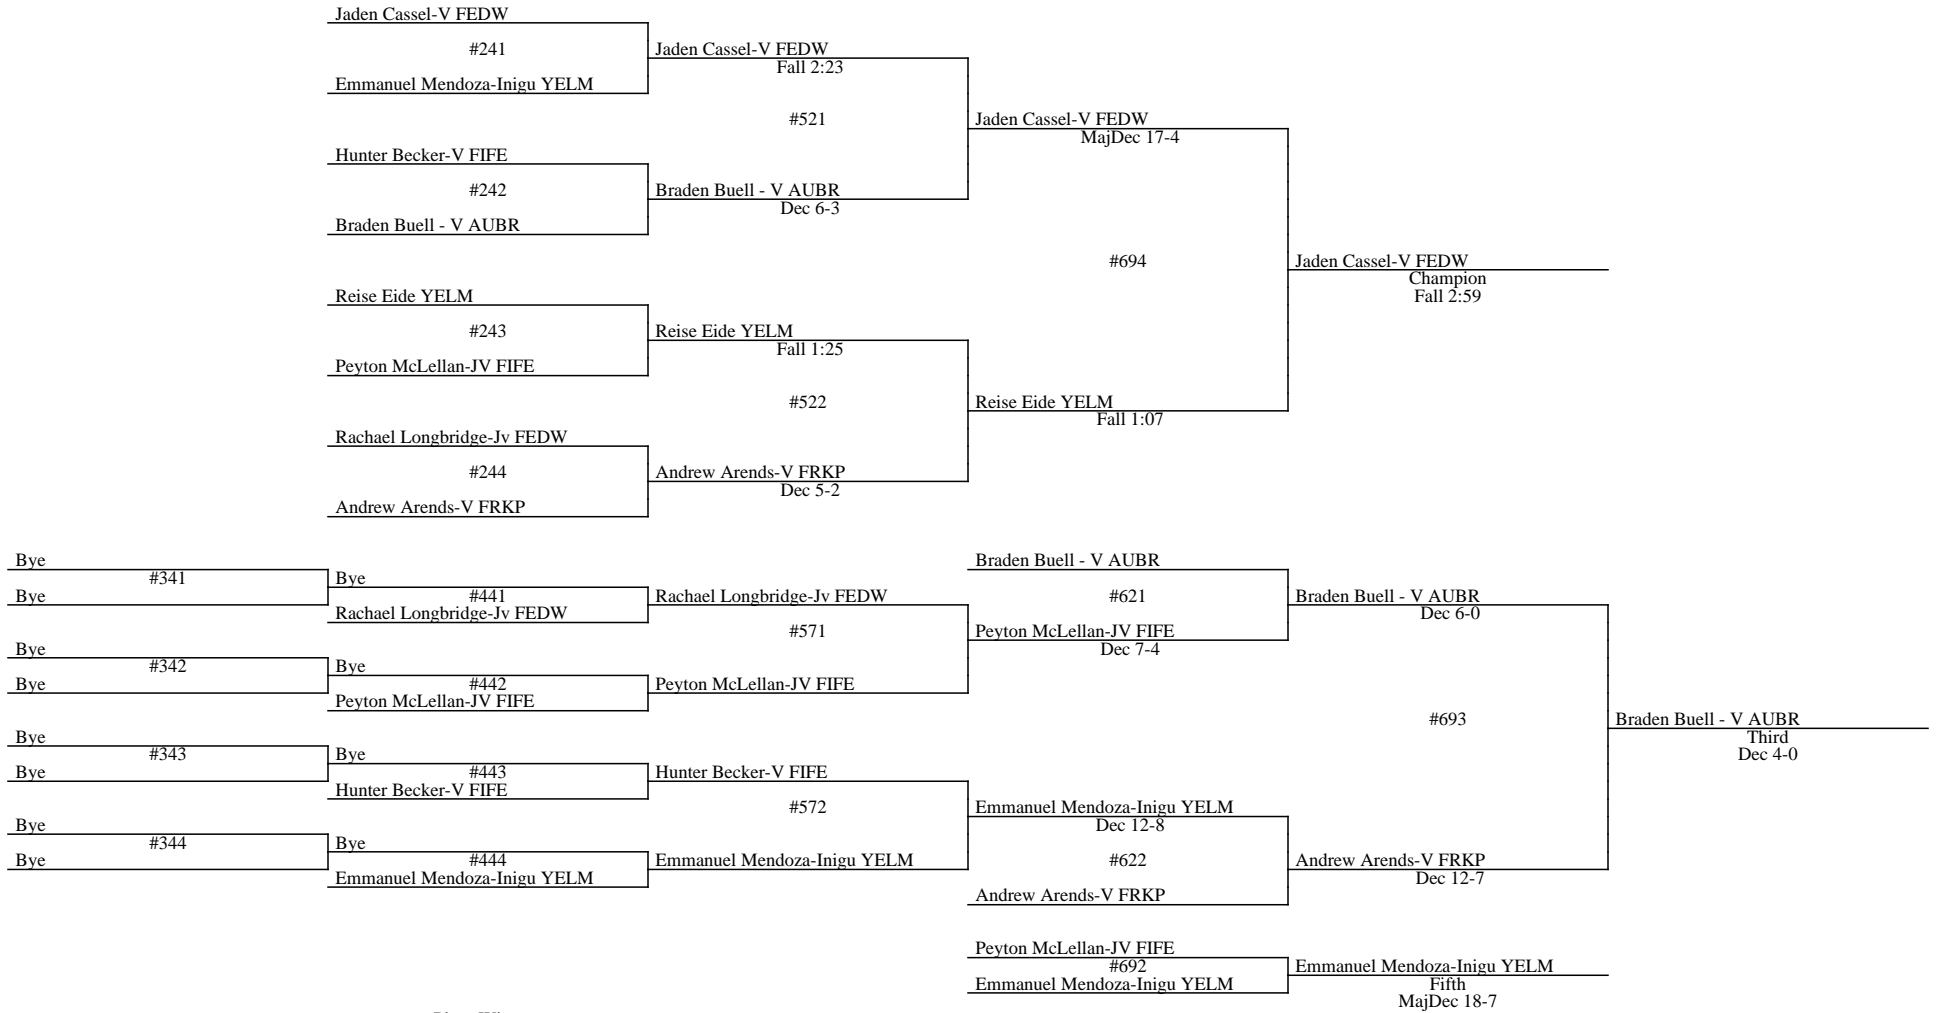 Jaden Cassel-V FEDW
#241
Emmanuel Mendoza-Inigu YELM
Jaden Cassel-V FEDW
Fall 2:23
#521
Hunter Becker-V FIFE
#242
Braden Buell - V AUBR
Braden Buell - V AUBR
Dec 6-3
Jaden Cassel-V FEDW
MajDec 17-4
#694
Jaden Cassel-V FEDW
Champion
Fall 2:59
Reise Eide YELM
#243
Peyton McLellan-JV FIFE
Reise Eide YELM
Fall 1:25
#522
Reise Eide YELM
Fall 1:07
Rachael Longbridge-Jv FEDW
#244
Andrew Arends-V FRKP
Andrew Arends-V FRKP
Dec 5-2
Bye
#341
Bye
Bye
#441
Rachael Longbridge-Jv FEDW
Rachael Longbridge-Jv FEDW
#571
Bye
#342
Bye
Bye
#442
Peyton McLellan-JV FIFE
Peyton McLellan-JV FIFE
Braden Buell - V AUBR
#621
Peyton McLellan-JV FIFE
Dec 7-4
Braden Buell - V AUBR
Dec 6-0
#693
Braden Buell - V AUBR
Third
Dec 4-0
Bye
#343
Bye
Bye
#443
Hunter Becker-V FIFE
Hunter Becker-V FIFE
#572
Bye
#344
Bye
Bye
#444
Emmanuel Mendoza-Inigu YELM
Emmanuel Mendoza-Inigu YELM
Emmanuel Mendoza-Inigu YELM
Dec 12-8
#622
Andrew Arends-V FRKP
Andrew Arends-V FRKP
Dec 12-7
Peyton McLellan-JV FIFE
#692
Emmanuel Mendoza-Inigu YELM
Emmanuel Mendoza-Inigu YELM
Fifth
MajDec 18-7